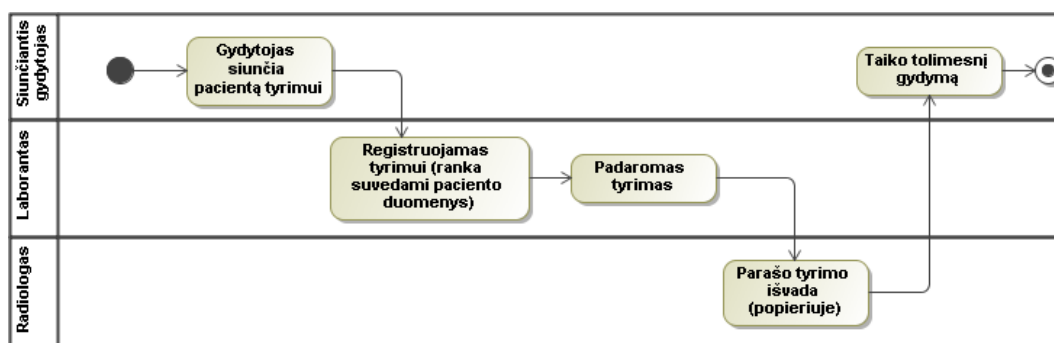 Siunčiantis
gydytojas
Gydytojas
siunčia
pacientą tyrimui
Taiko tolimesnį
gydymą
Laborantas
Registruojamas
tyrimui (ranka
suvedami paciento
duomenys)
Padaromas
tyrimas
Radiologas
Parašo tyrimo
išvada
(popieriuje)